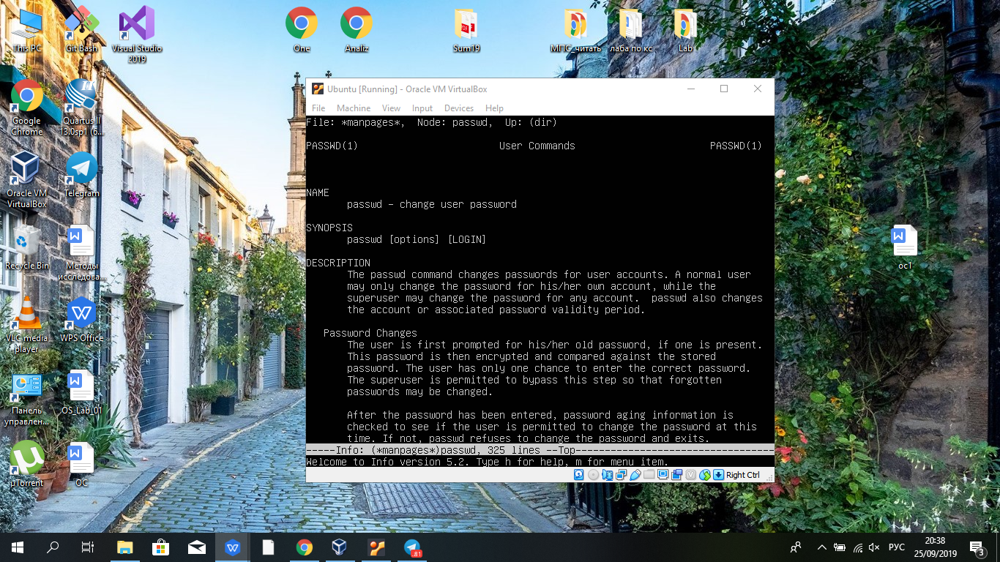 This PC
Git Bash
Visual Studio
2019
One
Analiz
Sum19
МПС_читать
лаба по кс
Lab
Google
Chrome
Quartus II
13.0sp1 (6...
Oracle VM
VirtualBox
Telegram
Recycle Bin
Методы
исследова...
VLC media
player
WPS Office
Панель
управлен...
OS_Lab_01
µTorrent
ОС
ос1
Ubuntu [Running] - Oracle VM VirtualBox
File Machine View Input Devices Help
File: *manpages*, Node: passwd, Up: (dir)
PASSWD(1) User Commands PASSWD(1)
NAME
passwd - change user password
SYNOPSIS
passwd [options] [LOGIN]
DESCRIPTION
The passwd command changes passwords for user accounts. A normal user
may only change the password for his/her own account, while the
superuser may change the password for any account. passwd also changes
the account or associated password validity period.
Password Changes
The user is first prompted for his/her old password, if one is present.
This password is then encrypted and compared against the stored
password. The user has only one chance to enter the correct password.
The superuser is permitted to bypass this step so that forgotten
passwords may be changed.
After the password has been entered, password aging information is
checked to see if the user is permitted to change the password at this
time. If not, passwd refuses to change the password and exits.
-----Info: (*manpages*)passwd, 325 lines --Top----------------------------------
Welcome to Info version 5.2. Type h for help, m for menu item.
Right Ctrl
81
РУС
20:38
25/09/2019
3